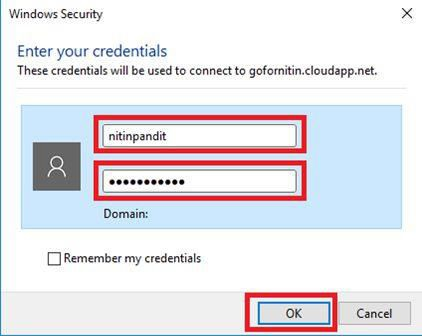 Windows Security
Enter your credentials
These credentials will be used to connect to gofornitin.cloudapp.net.
nitinpandit
●●●●●●●●●●●
Domain:
Remember my credentials
OK
Cancel